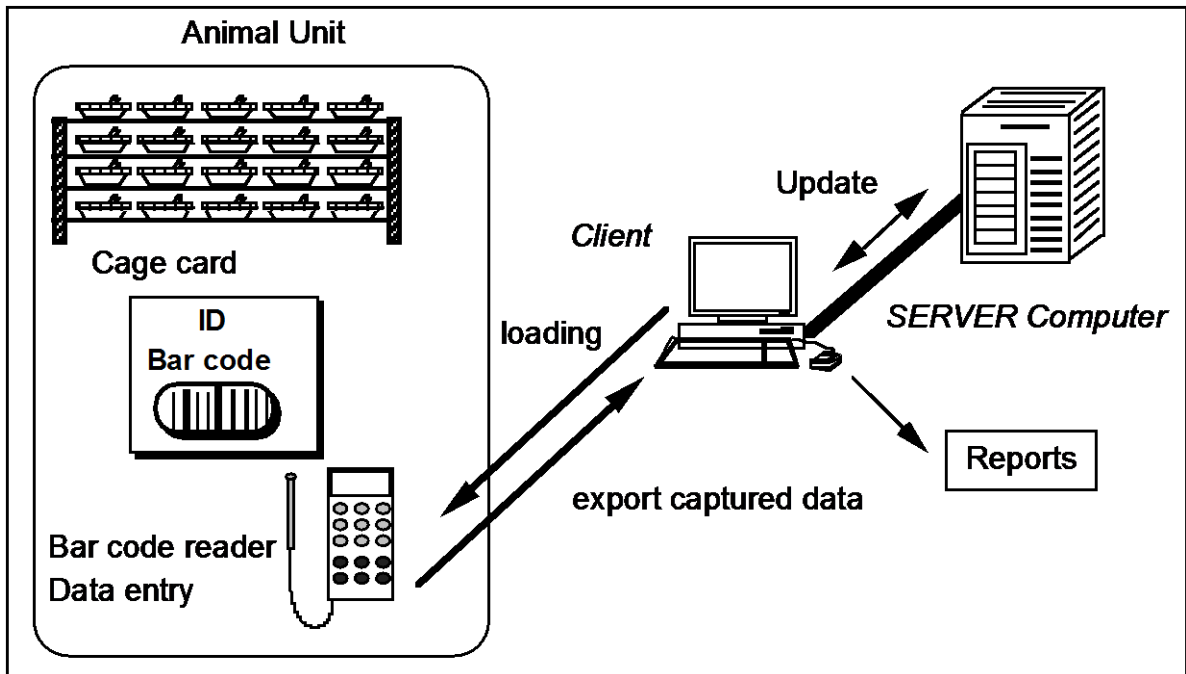 Animal Unit
Cage card
ID
Bar code
Bar code reader
Data entry
loading
export captured data
Client
Update
SERVER Computer
Reports